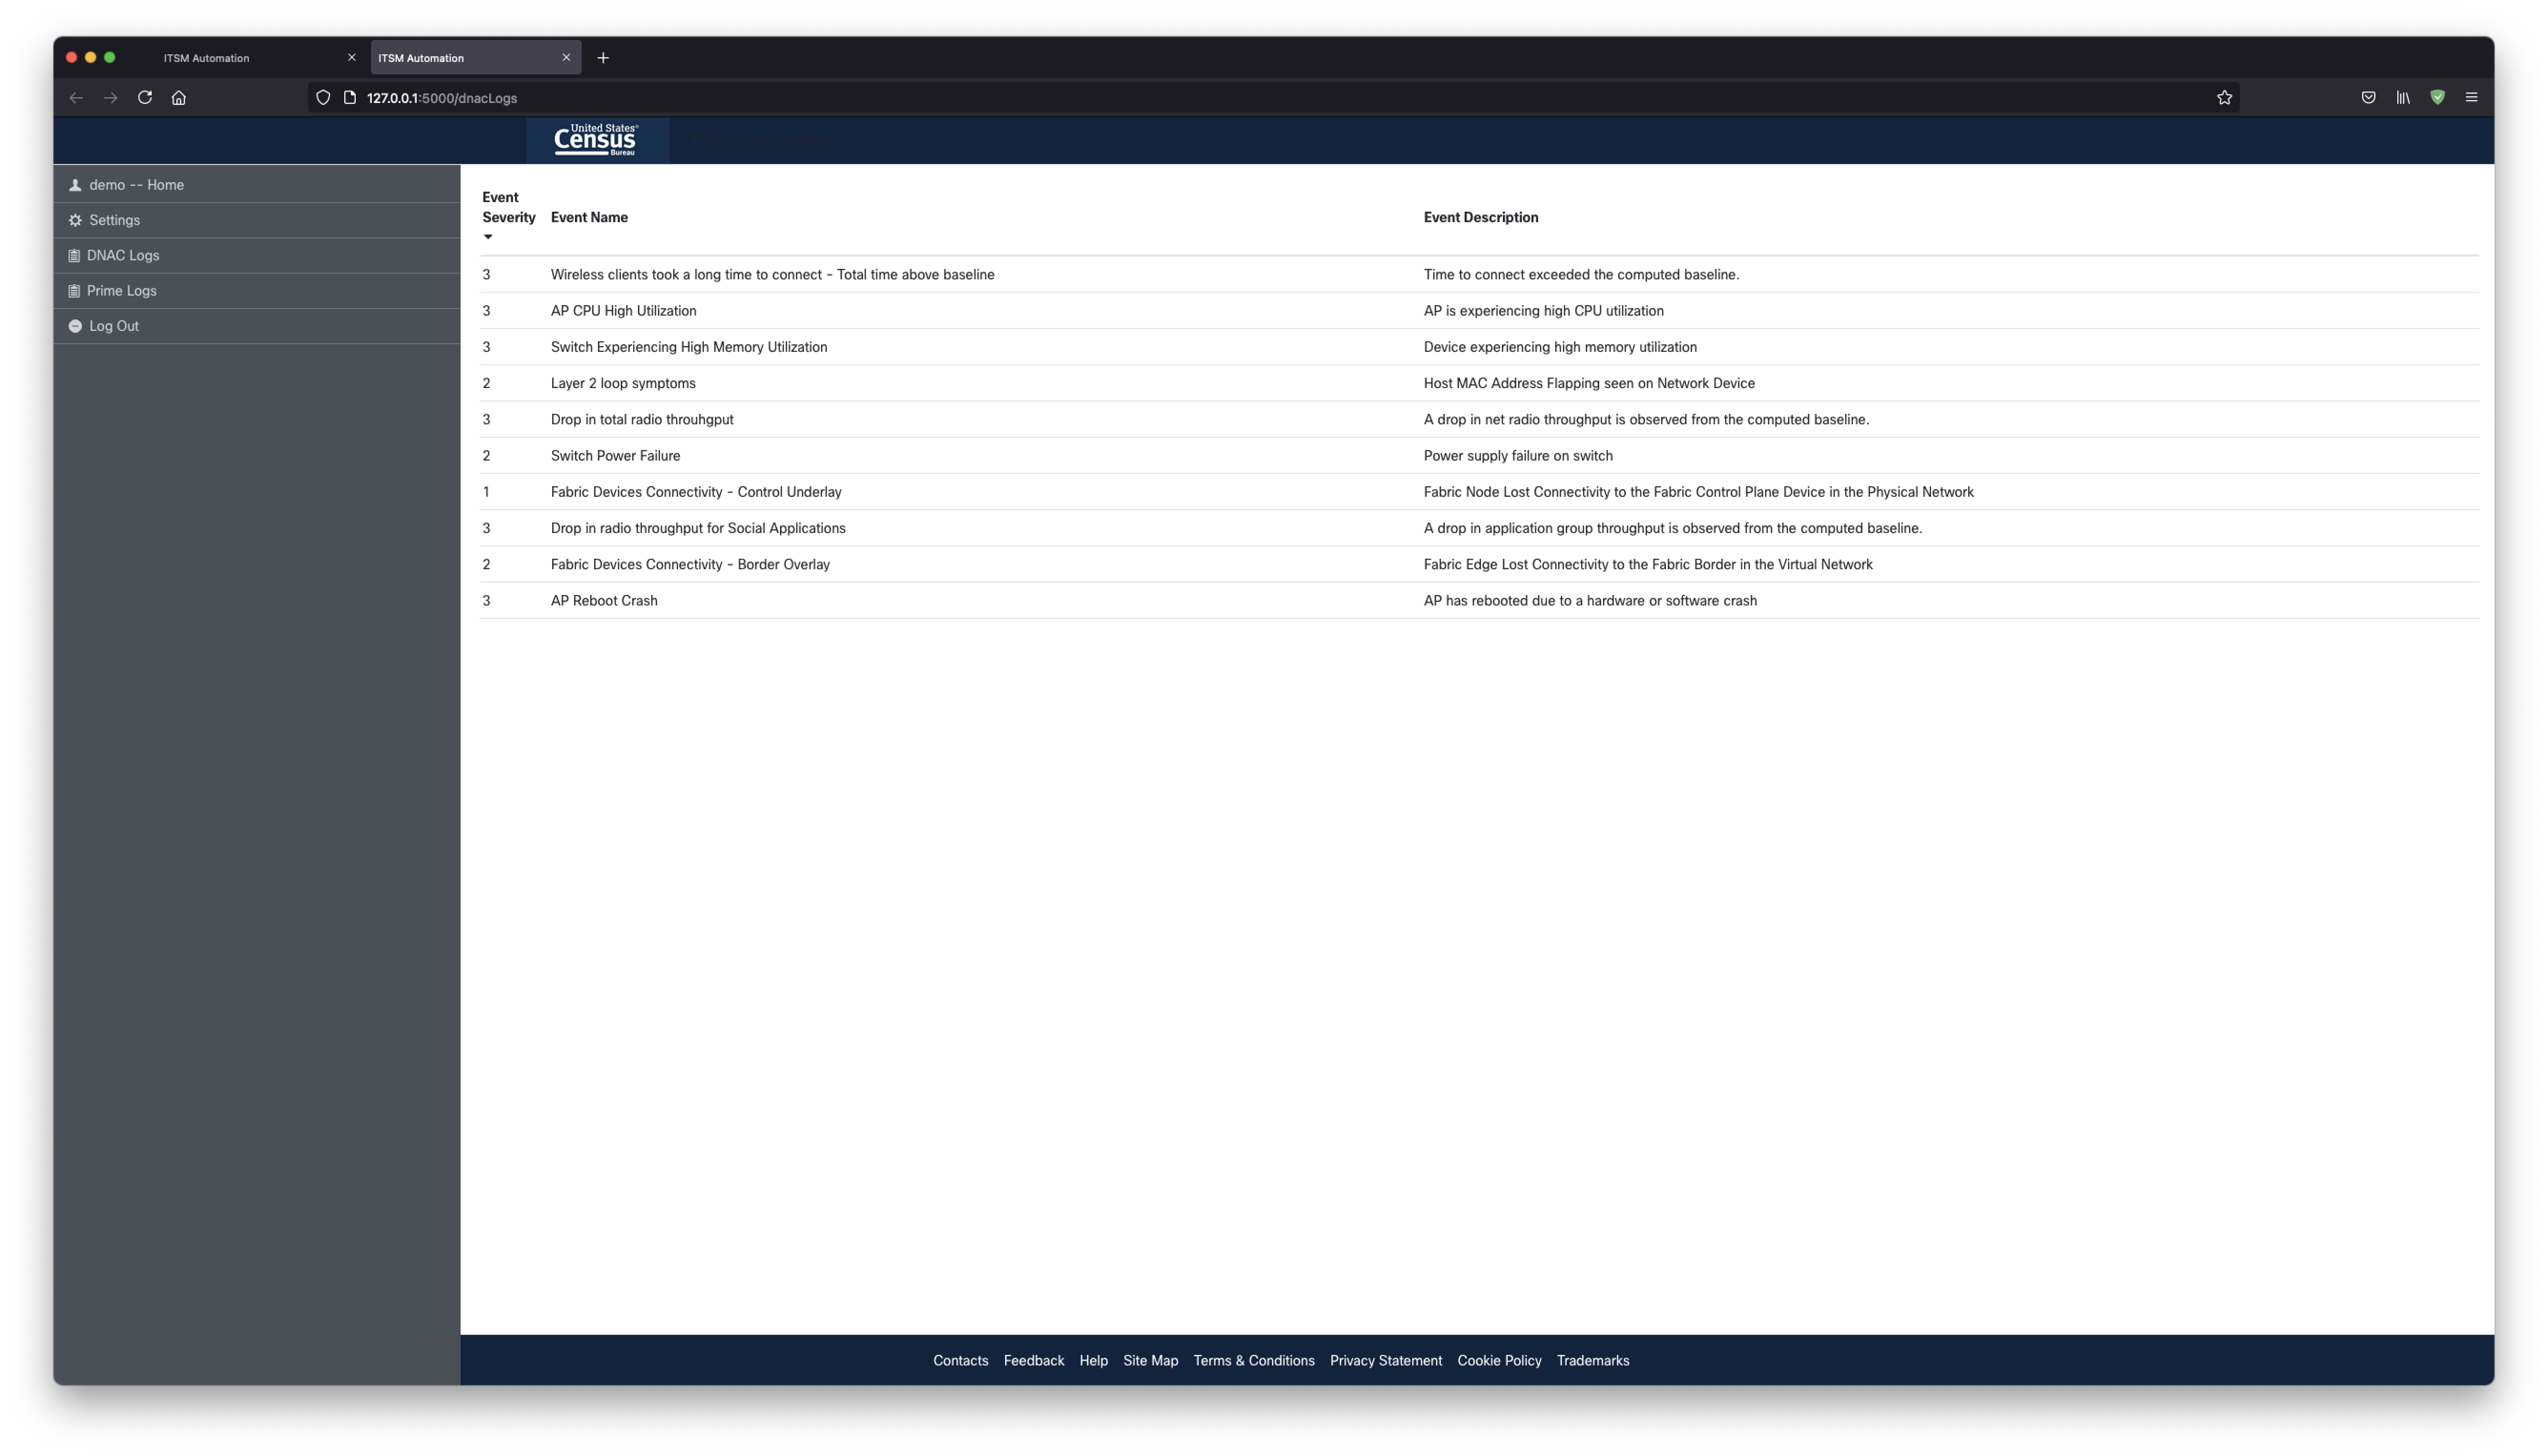 ITSM Automation
ITSM Automation
127.0.0.1:5000/dnacLogs
United States®
Census
Bureau
demo -- Home
Settings
DNAC Logs
Prime Logs
Log Out
Event Severity Event Name Event Description
3 Wireless clients took a long time to connect - Total time above baseline Time to connect exceeded the computed baseline.
3 AP CPU High Utilization AP is experiencing high CPU utilization
3 Switch Experiencing High Memory Utilization Device experiencing high memory utilization
2 Layer 2 loop symptoms Host MAC Address Flapping seen on Network Device
3 Drop in total radio throuhgput A drop in net radio throughput is observed from the computed baseline.
2 Switch Power Failure Power supply failure on switch
1 Fabric Devices Connectivity - Control Underlay Fabric Node Lost Connectivity to the Fabric Control Plane Device in the Physical Network
3 Drop in radio throughput for Social Applications A drop in application group throughput is observed from the computed baseline.
2 Fabric Devices Connectivity - Border Overlay Fabric Edge Lost Connectivity to the Fabric Border in the Virtual Network
3 AP Reboot Crash AP has rebooted due to a hardware or software crash
Contacts Feedback Help Site Map Terms & Conditions Privacy Statement Cookie Policy Trademarks